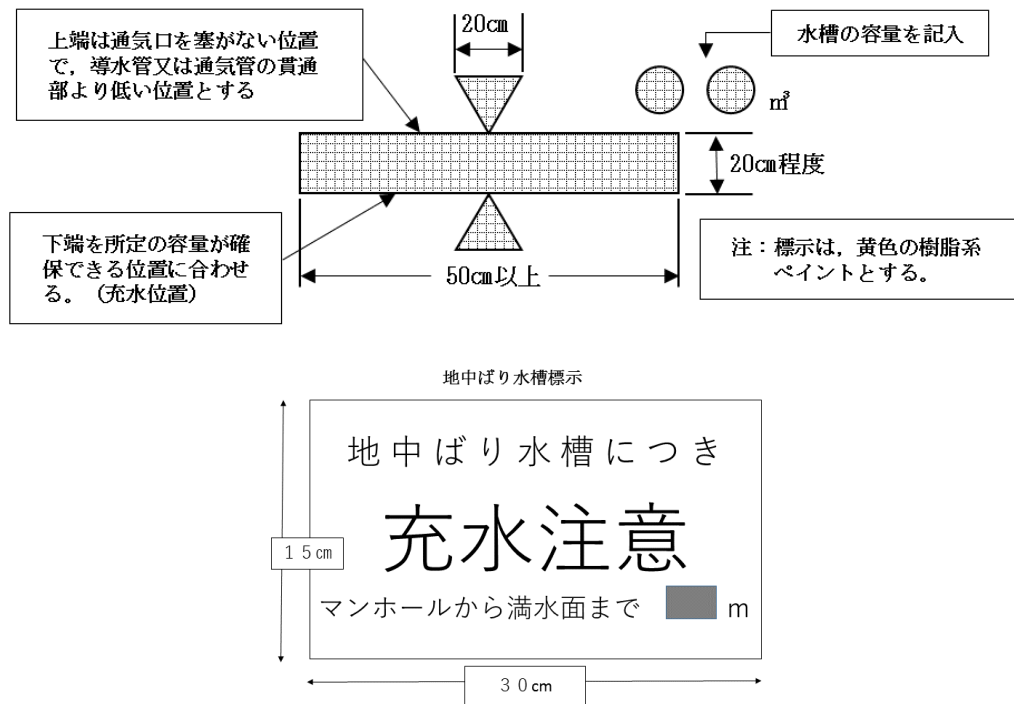 上端は通気口を塞がない位置
で，導水管又は通気管の貫通
部より低い位置とする
20㎝
水槽の容量を記入
㎥
20㎝程度
下端を所定の容量が確
保できる位置に合わせ
る。（充水位置）
50㎝以上
注：標示は，黄色の樹脂系
ペイントとする。
地中ばり水槽標示
地中ばり水槽につき
充水注意
マンホールから満水面まで m
１５㎝
３０㎝